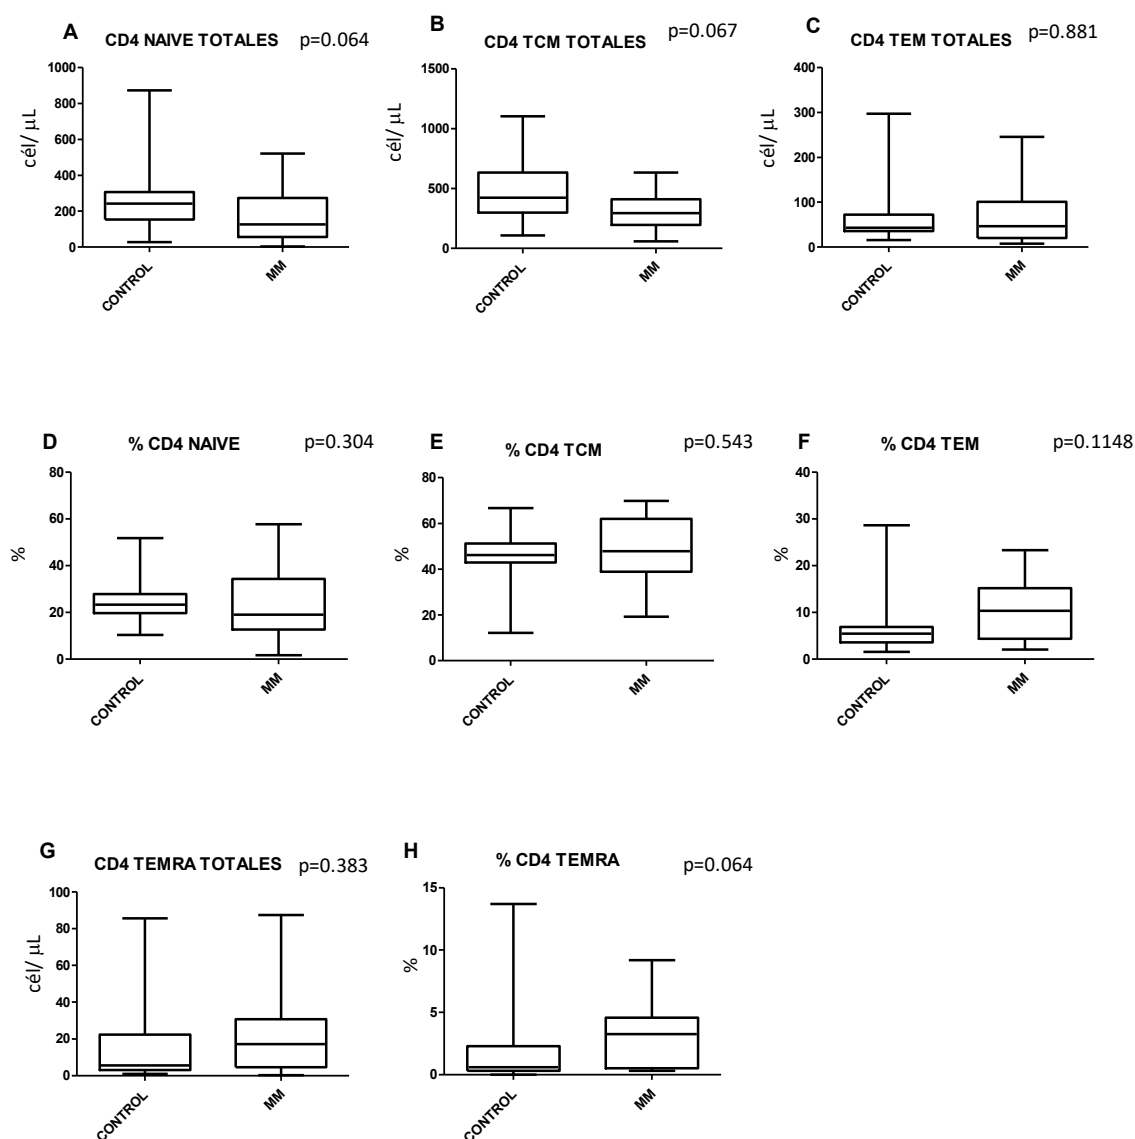 A
CD4 NAIVE TOTALES p=0.064
cél/ μL
1000
800
600
400
200
0
CONTROL
MM
B
CD4 TCM TOTALES p=0.067
cél/ μL
1500
1000
500
0
CONTROL
MM
C
CD4 TEM TOTALES p=0.881
cél/ μL
400
300
200
100
0
CONTROL
MM
D
% CD4 NAIVE p=0.304
%
80
60
40
20
0
CONTROL
MM
E
% CD4 TCM p=0.543
%
80
60
40
20
0
CONTROL
MM
F
% CD4 TEM p=0.1148
%
40
30
20
10
0
CONTROL
MM
G
CD4 TEMRA TOTALES p=0.383
cél/ μL
100
80
60
40
20
0
CONTROL
MM
H
% CD4 TEMRA p=0.064
%
15
10
5
0
CONTROL
MM